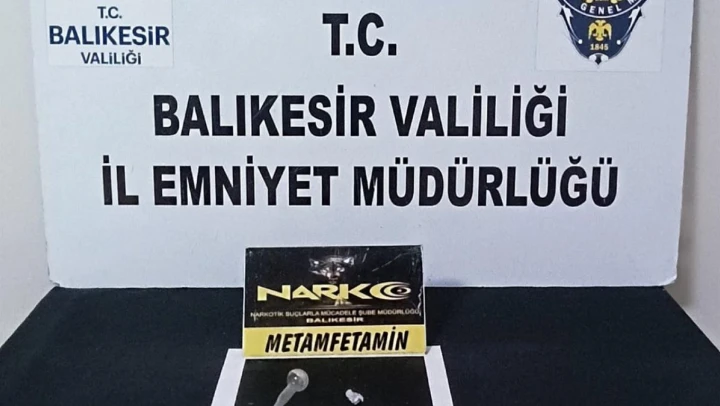 T.C.
BALIKESİR
VALİLİĞİ
GENEL
1845
T.C.
BALIKESİR VALİLİĞİ
İL EMNİYET MÜDÜRLÜĞÜ
NARKO
NARKOTİK SUÇLARLA MÜCADELE ŞUBE MÜDÜRLÜĞÜ
BALIKESİR
METAMFETAMİN